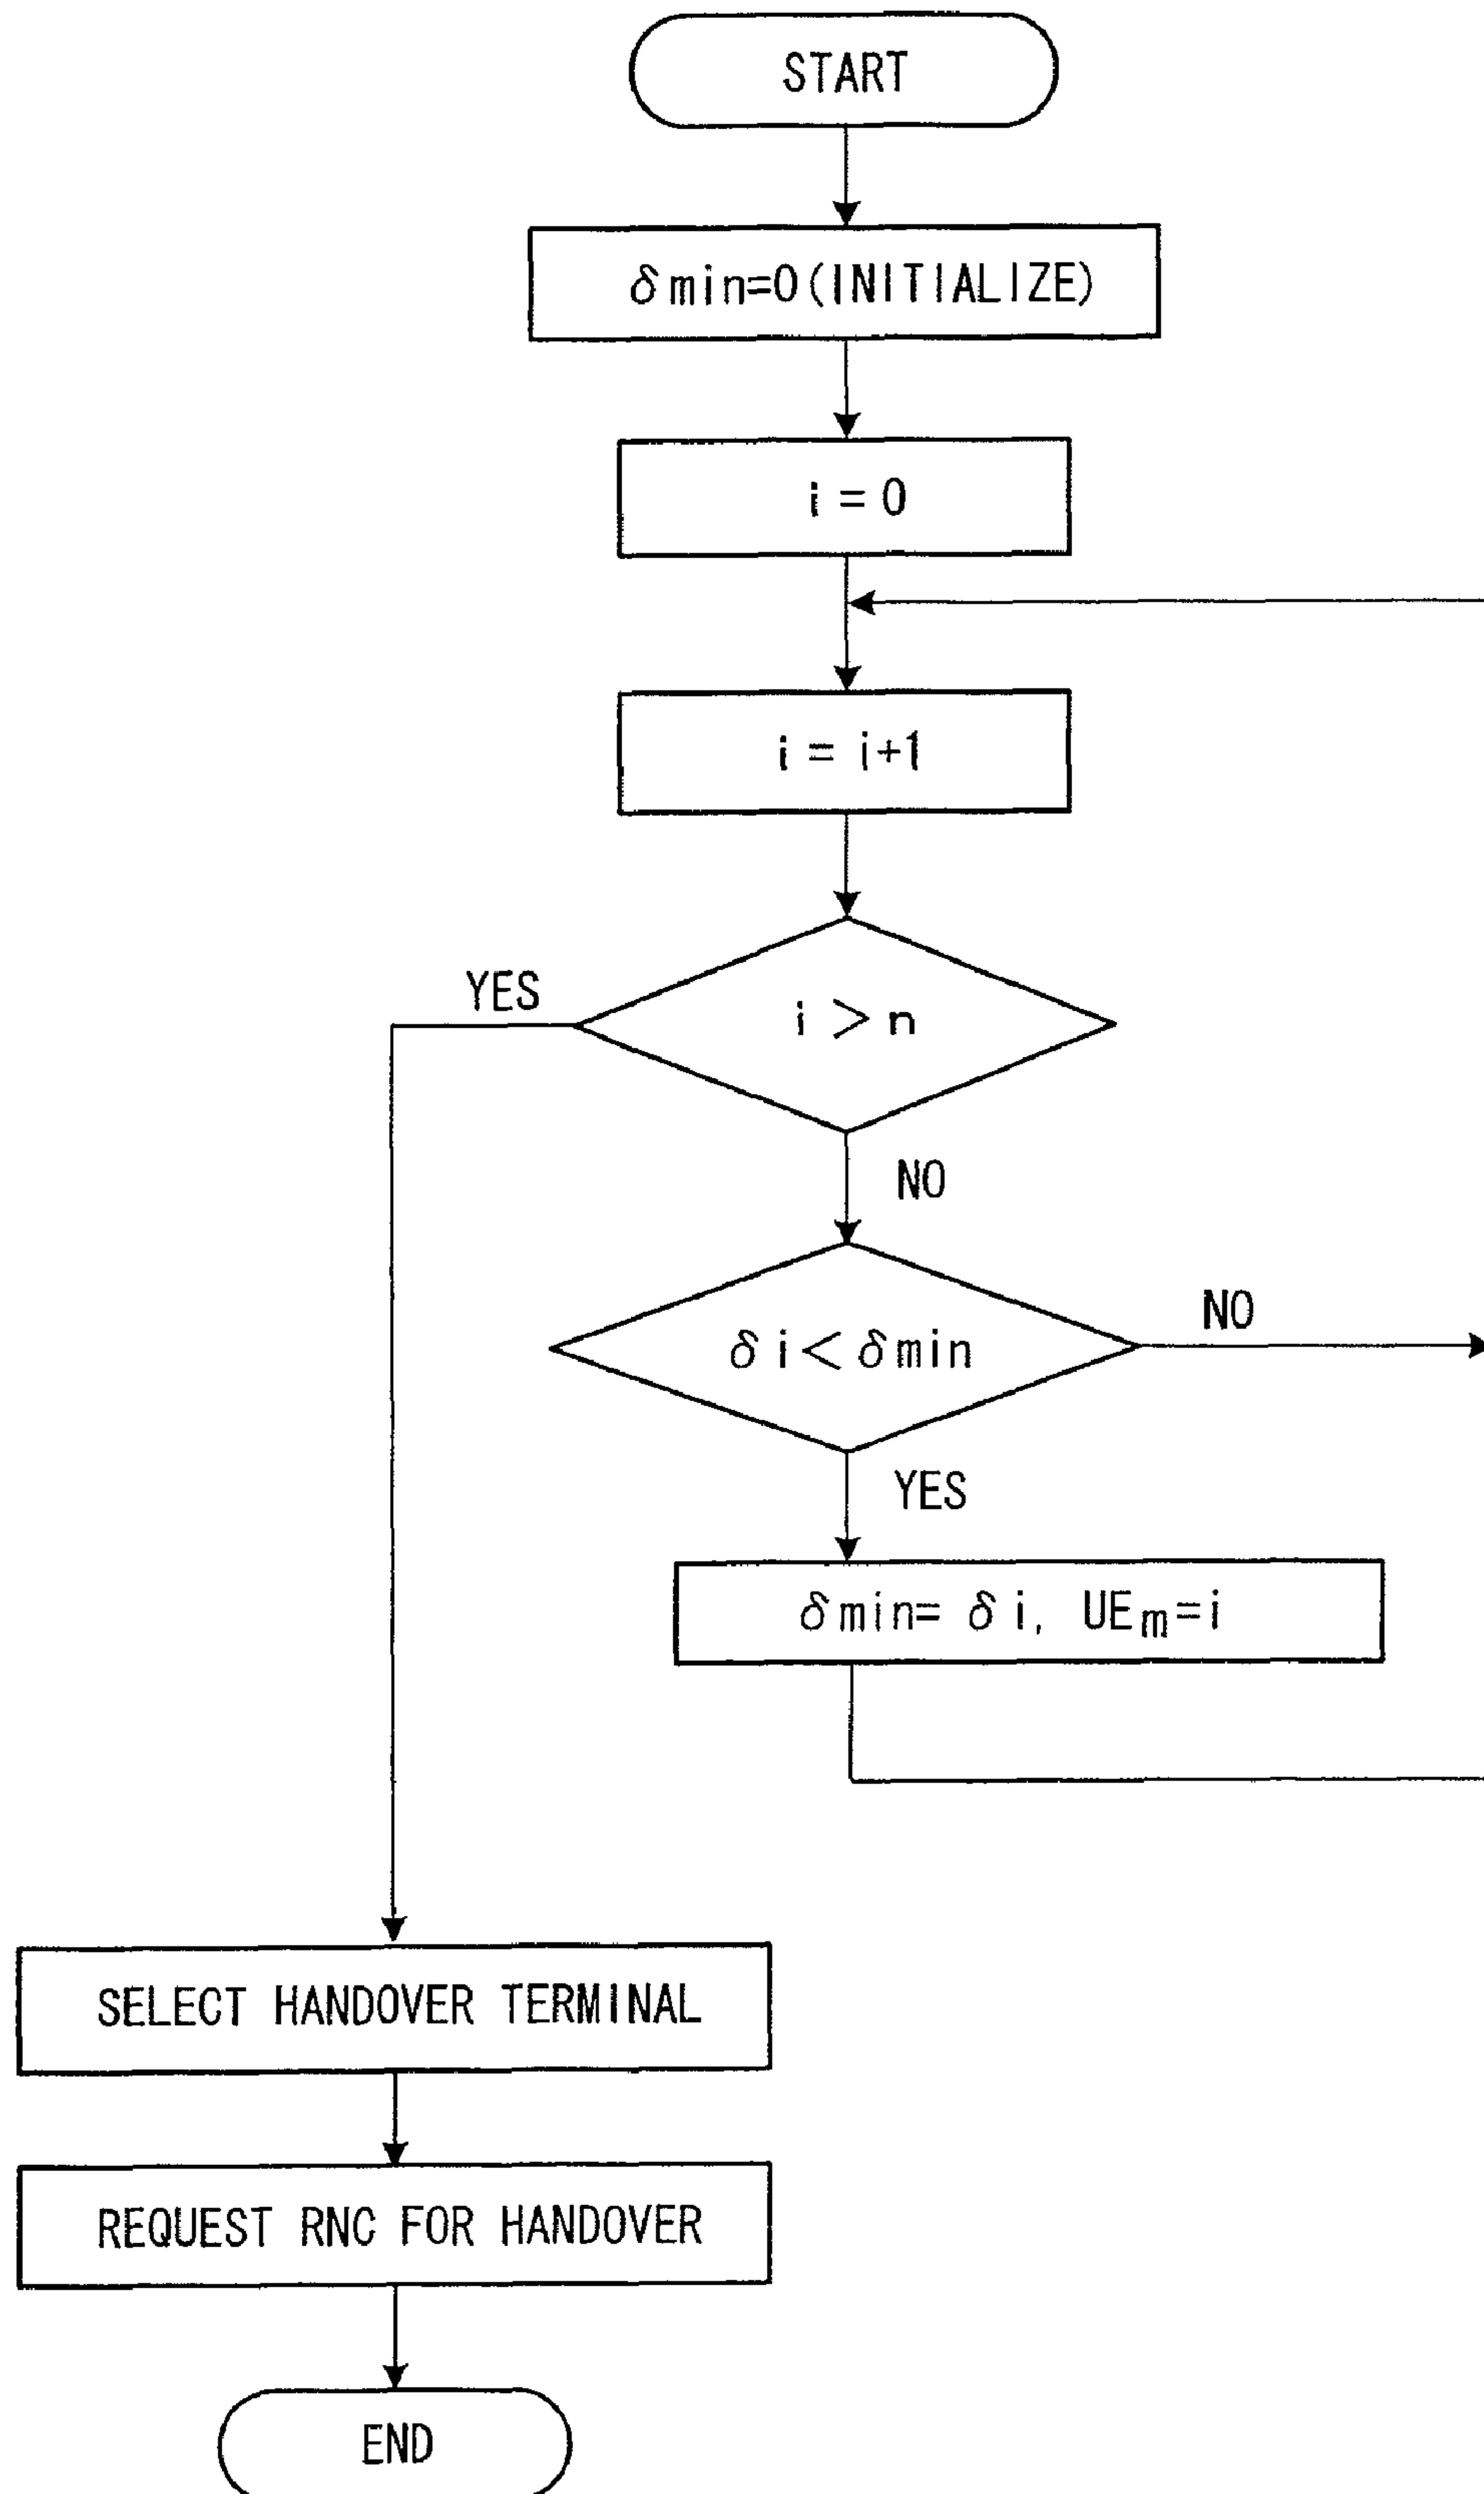 START
δmin=0(INITIALIZE)
i = 0
i = i+1
YES
i > n
NO
NO
δi< δmin
YES
δmin= δi, UEm=i
SELECT HANDOVER TERMINAL
REQUEST RNC FOR HANDOVER
END